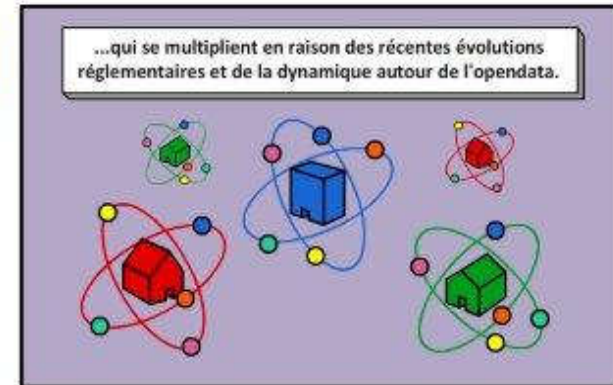 ...qui se multiplient en raison des récentes évolutions
réglementaires et de la dynamique autour de l'opendata.